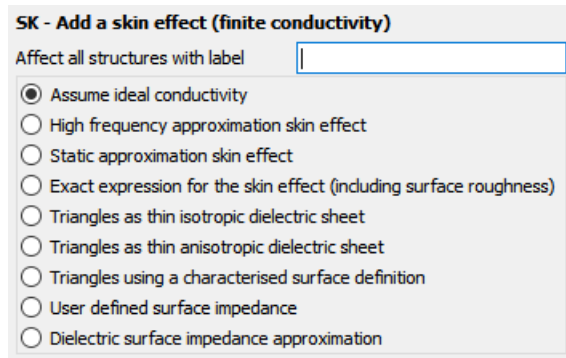 SK - Add a skin effect (finite conductivity)
Affect all structures with label
Assume ideal conductivity
High frequency approximation skin effect
Static approximation skin effect
Exact expression for the skin effect (including surface roughness)
Triangles as thin isotropic dielectric sheet
Triangles as thin anisotropic dielectric sheet
Triangles using a characterised surface definition
User defined surface impedance
Dielectric surface impedance approximation